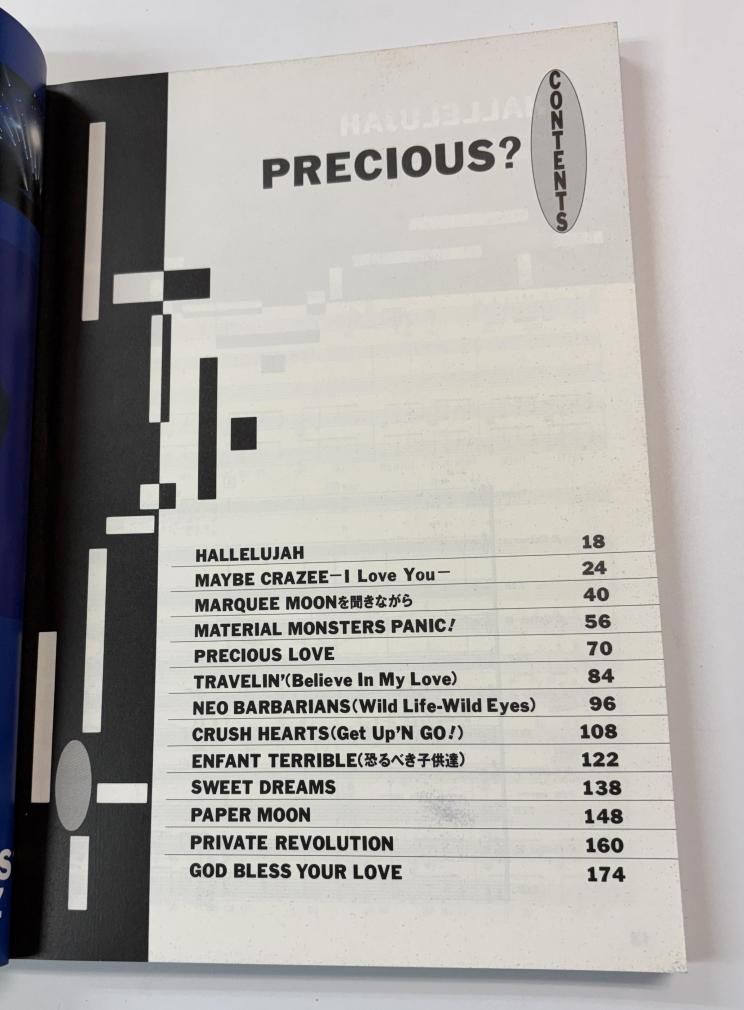 PRECIOUS?
CONTENTS
HALLELUJAH 18
MAYBE CRAZEE—I Love You— 24
MARQUEE MOONを聞きながら 40
MATERIAL MONSTERS PANIC! 56
PRECIOUS LOVE 70
TRAVELIN'(Believe In My Love) 84
NEO BARBARIANS(Wild Life-Wild Eyes) 96
CRUSH HEARTS(Get Up'N GO!) 108
ENFANT TERRIBLE(恐るべき子供達) 122
SWEET DREAMS 138
PAPER MOON 148
PRIVATE REVOLUTION 160
GOD BLESS YOUR LOVE 174
HALLELUJAH
S